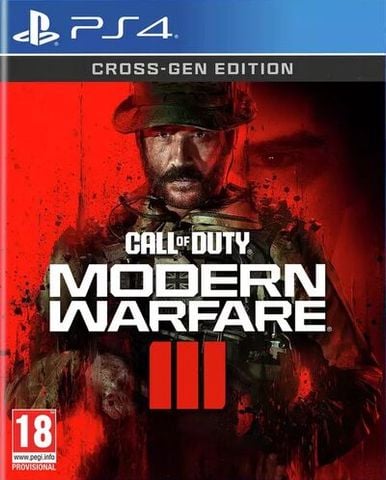 PS4
CROSS-GEN EDITION
CALL OF DUTY®
MODERN
WARFARE®
III
18
www.pegi.info
PROVISIONAL